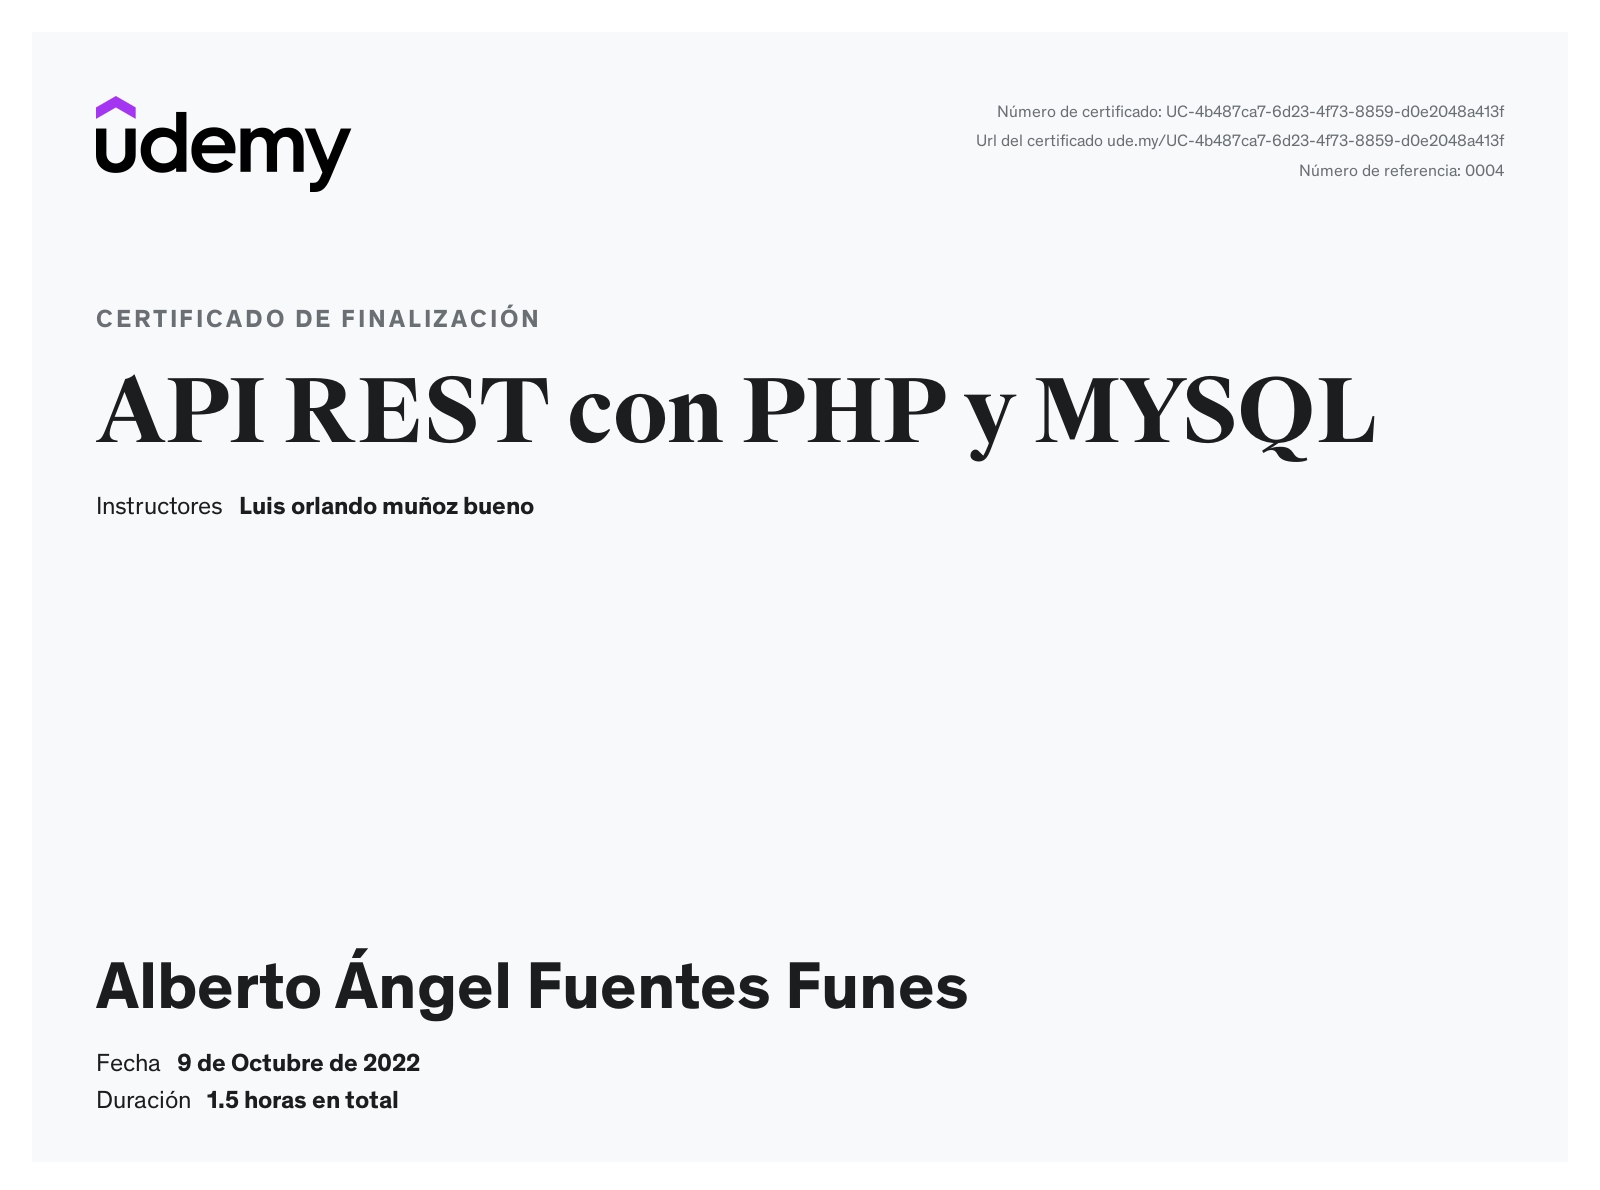 udemy
Número de certificado: UC-4b487ca7-6d23-4f73-8859-d0e2048a413f
Url del certificado ude.my/UC-4b487ca7-6d23-4f73-8859-d0e2048a413f
Número de referencia: 0004
CERTIFICADO DE FINALIZACIÓN
API REST con PHP y MYSQL
Instructores Luis orlando muñoz bueno
Alberto Ángel Fuentes Funes
Fecha 9 de Octubre de 2022
Duración 1.5 horas en total